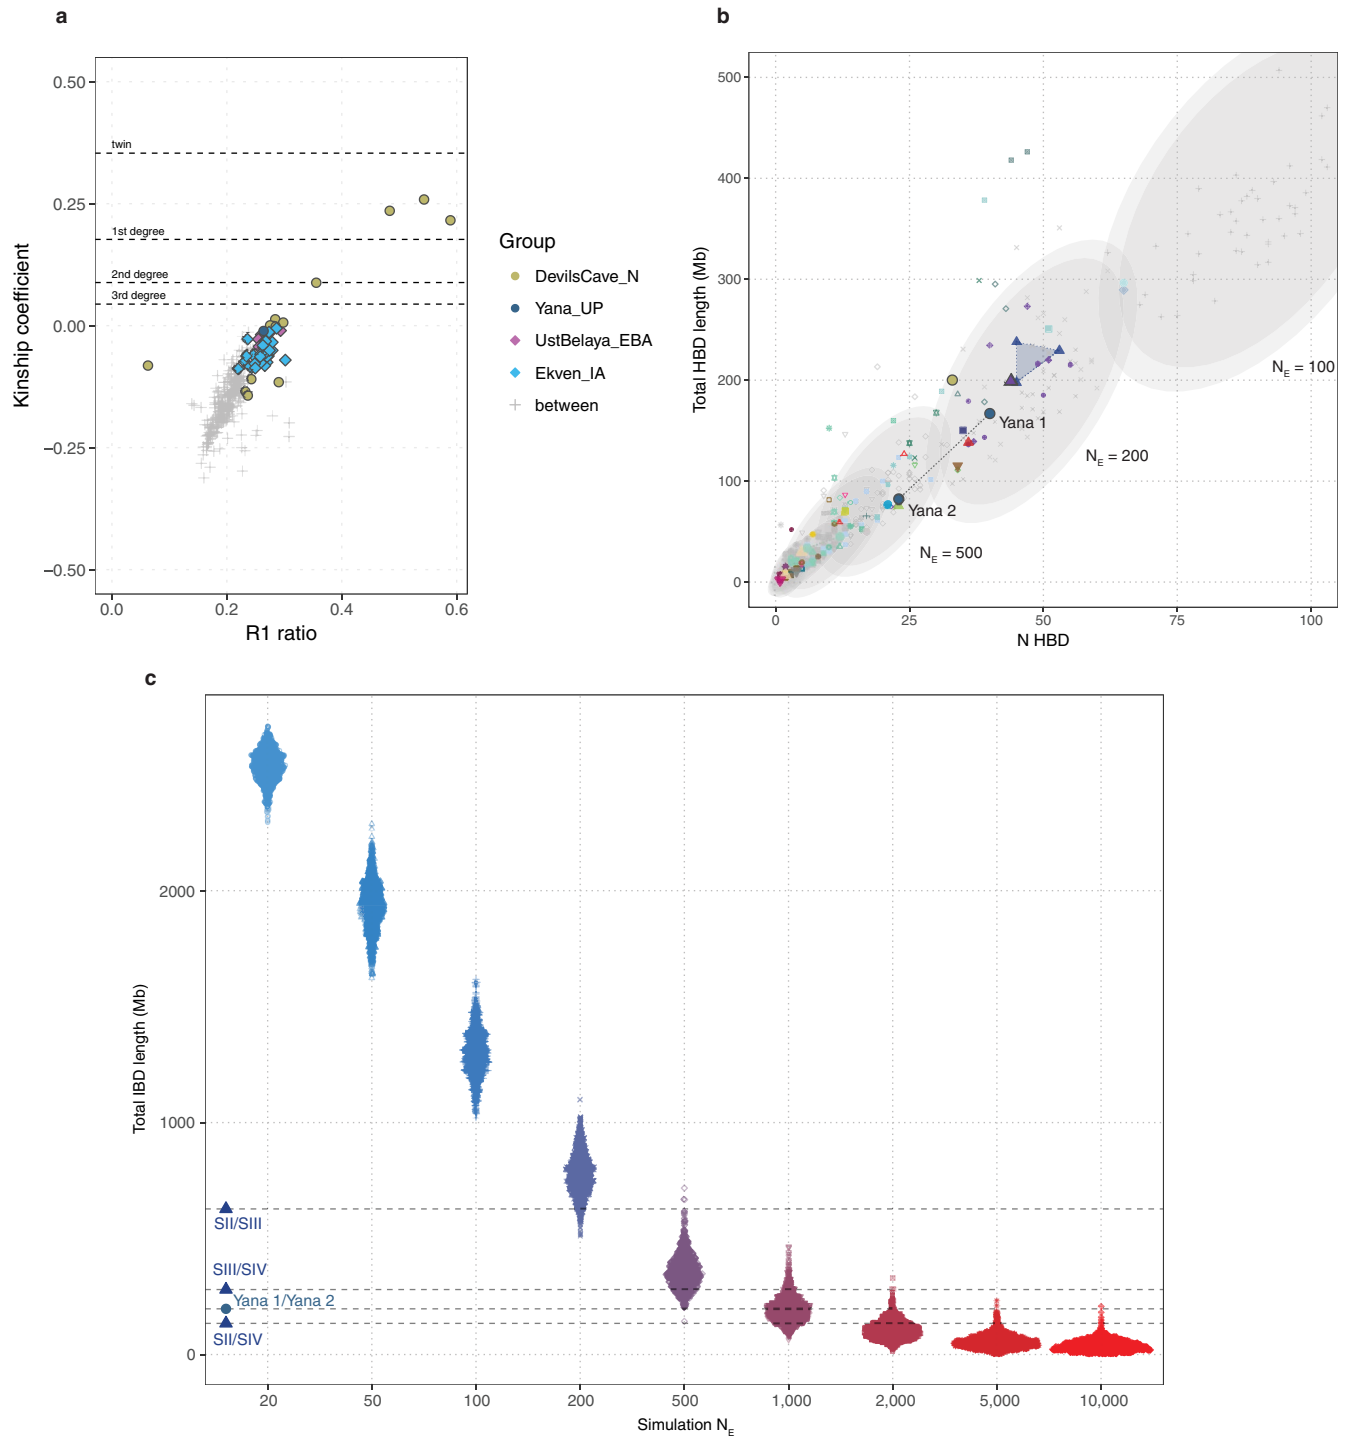 a
0.50
0.25
0.00
−0.25
−0.50
Kinship coefficient
twin
1st degree
2nd degree
3rd degree
0.0
0.2
0.4
0.6
R1 ratio
Group
DevilsCave_N
Yana_UP
UstBelaya_EBA
Ekven_IA
between
b
500
400
300
200
100
0
Total HBD length (Mb)
Yana 1
Yana 2
N_E = 100
N_E = 200
N_E = 500
0
25
50
75
100
N HBD
c
2000
1000
0
Total IBD length (Mb)
SII/SIII
SIII/SIV
Yana 1/Yana 2
SII/SIV
20
50
100
200
500
1,000
2,000
5,000
10,000
Simulation N_E